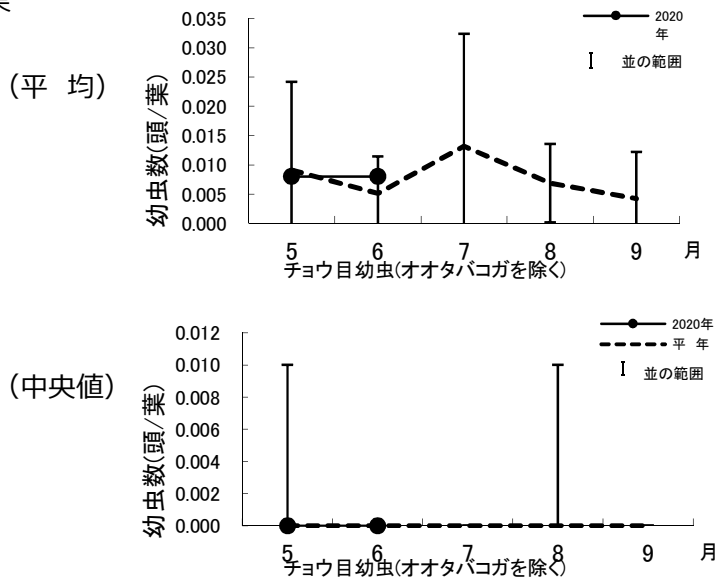 （平 均）
幼虫数(頭/葉)
0.035
0.030
0.025
0.020
0.015
0.010
0.005
0.000
2020
年
並の範囲
5 6 7 8 9 月
チョウ目幼虫(オオタバコガを除く)
（中央値）
幼虫数(頭/葉)
0.012
0.010
0.008
0.006
0.004
0.002
0.000
2020年
平 年
並の範囲
5 6 7 8 9 月
チョウ目幼虫(オオタバコガを除く)